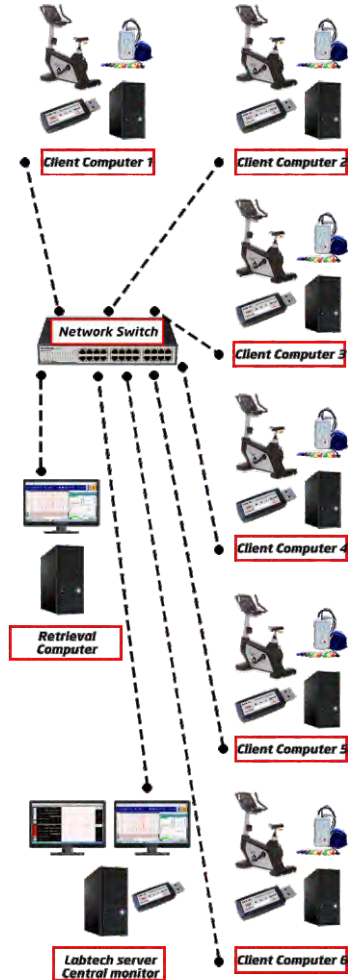 Client Computer 1
Client Computer 2
Network Switch
Client Computer 3
Client Computer 4
Retrieval
Computer
Client Computer 5
Labtech server
Central monitor
Client Computer 6